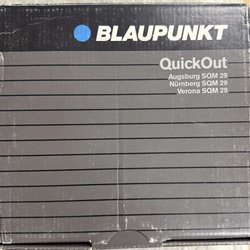 BLAUPUNKT
QuickOut
Augsburg SQM 29
Nürnberg SQM 29
Verona SQM 29